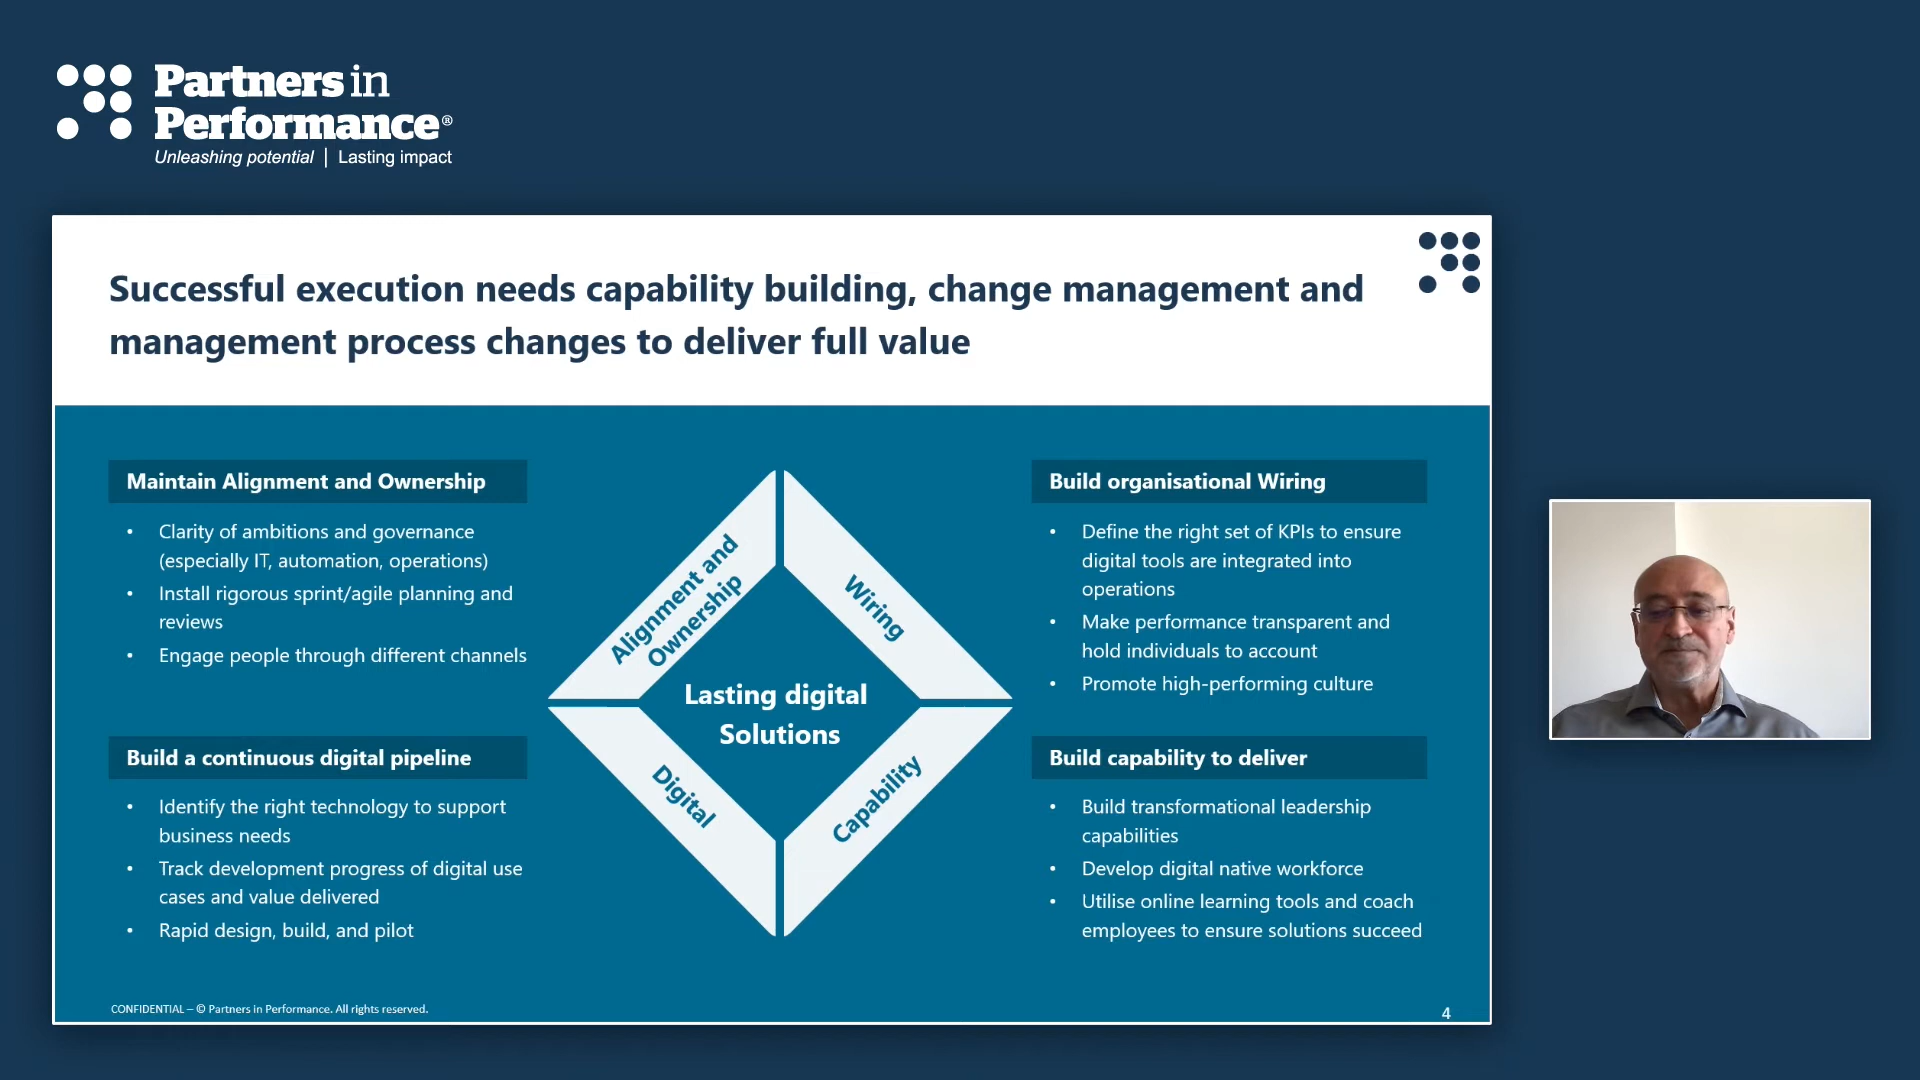 Partners in
Performance®
Unleashing potential | Lasting impact
Successful execution needs capability building, change management and
management process changes to deliver full value
Maintain Alignment and Ownership
• Clarity of ambitions and governance
(especially IT, automation, operations)
• Install rigorous sprint/agile planning and
reviews
• Engage people through different channels
Build a continuous digital pipeline
• Identify the right technology to support
business needs
• Track development progress of digital use
cases and value delivered
• Rapid design, build, and pilot
Alignment and
Ownership
Wiring
Lasting digital
Solutions
Digital
Capability
Build organisational Wiring
• Define the right set of KPIs to ensure
digital tools are integrated into
operations
• Make performance transparent and
hold individuals to account
• Promote high-performing culture
Build capability to deliver
• Build transformational leadership
capabilities
• Develop digital native workforce
• Utilise online learning tools and coach
employees to ensure solutions succeed
CONFIDENTIAL – © Partners in Performance. All rights reserved.
4